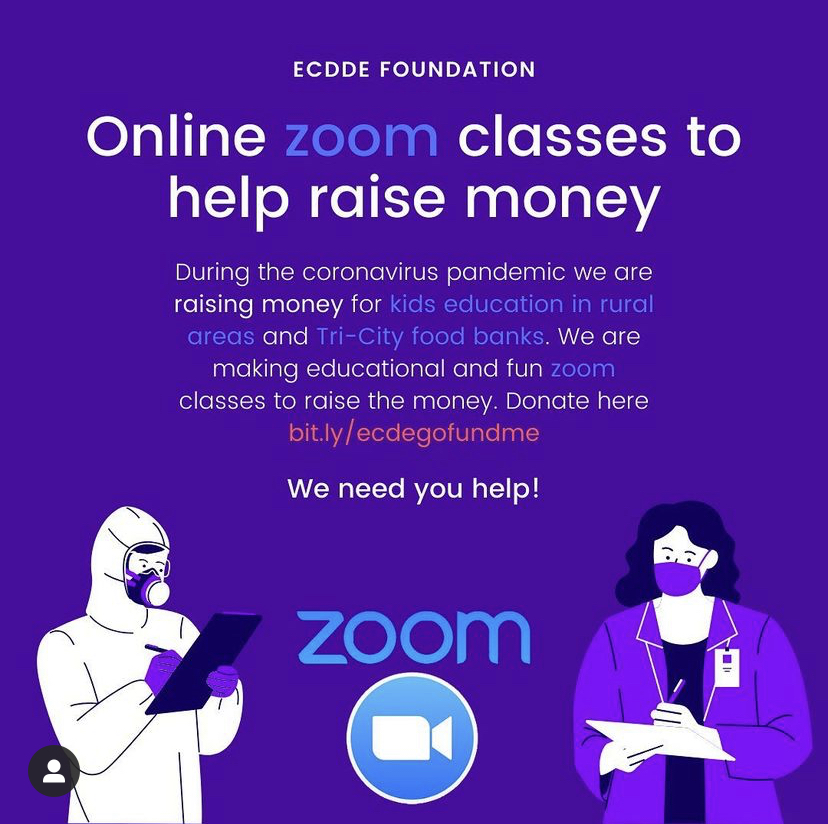 ECDDE FOUNDATION
Online zoom classes to
help raise money
During the coronavirus pandemic we are
raising money for kids education in rural
areas and Tri-City food banks. We are
making educational and fun zoom
classes to raise the money. Donate here
bit.ly/ecdegofundme
We need you help!
zoom